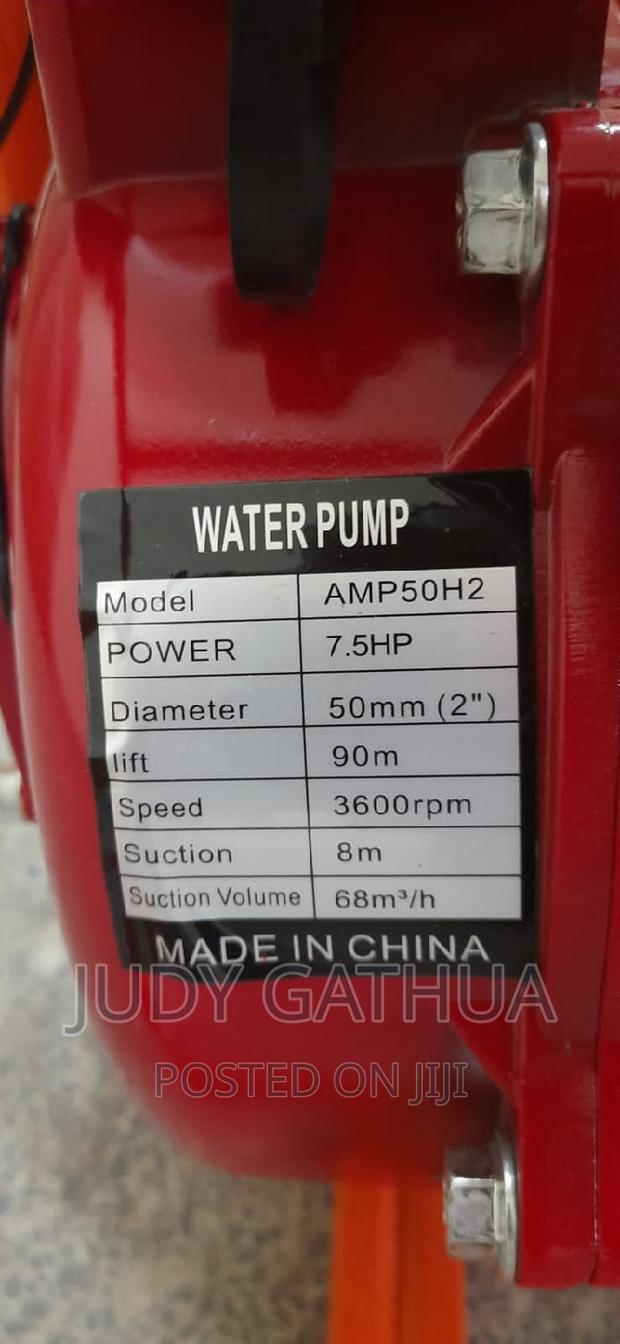 WATER PUMP
Model AMP50H2
POWER 7.5HP
Diameter 50mm (2")
lift 90m
Speed 3600rpm
Suction 8m
Suction Volume 68m³/h
MADE IN CHINA
JUDY GATHUA
POSTED ON JIJI